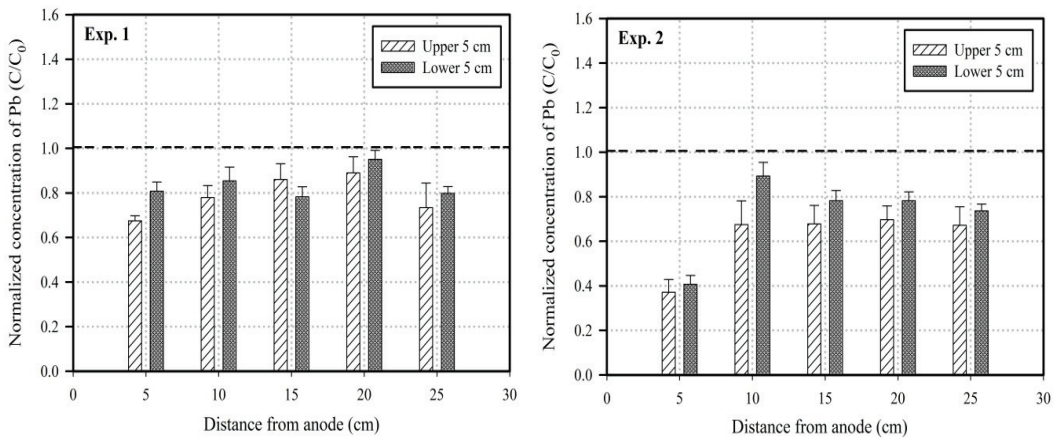 Exp. 1
Upper 5 cm
Lower 5 cm
Normalized concentration of Pb (C/C₀)
1.6
1.4
1.2
1.0
0.8
0.6
0.4
0.2
0.0
0 5 10 15 20 25 30
Distance from anode (cm)
Exp. 2
Upper 5 cm
Lower 5 cm
Normalized concentration of Pb (C/C₀)
1.6
1.4
1.2
1.0
0.8
0.6
0.4
0.2
0.0
0 5 10 15 20 25 30
Distance from anode (cm)